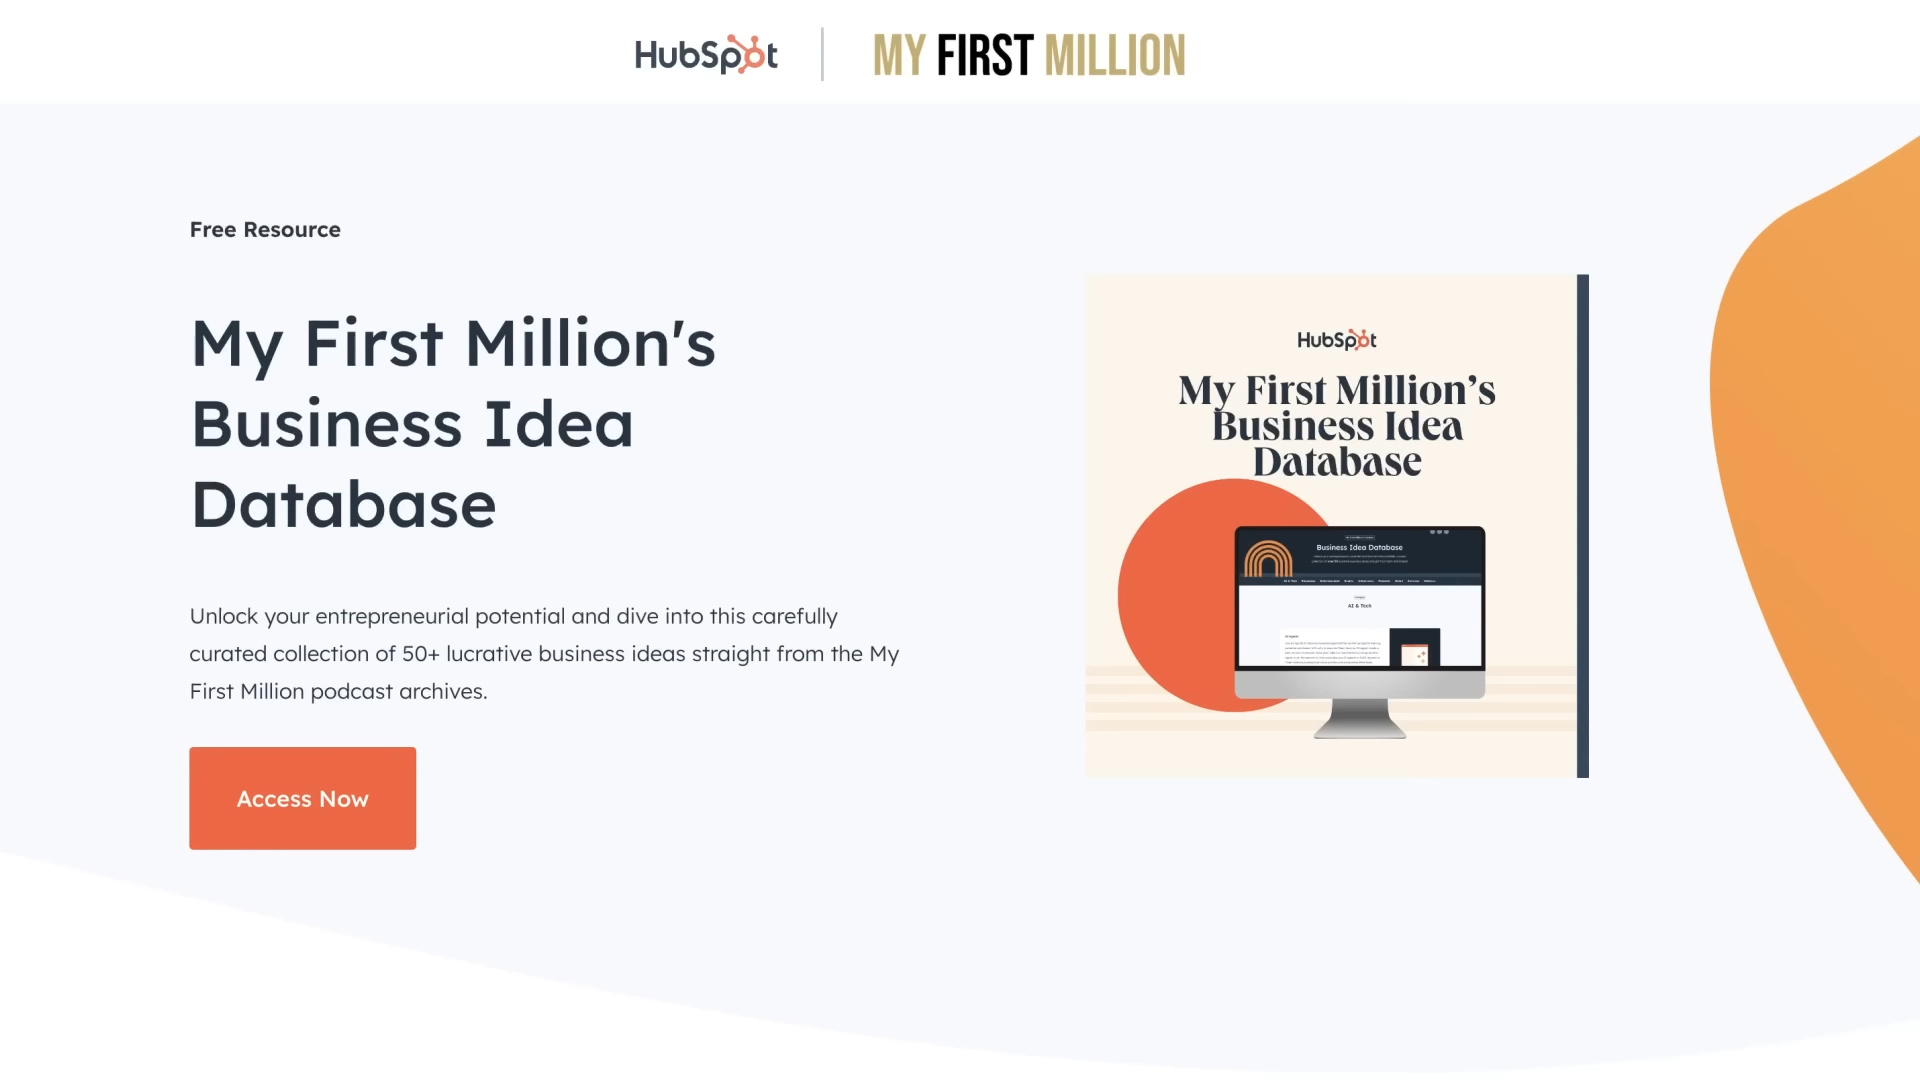 HubSpot
MY FIRST MILLION
Free Resource
My First Million's
Business Idea
Database
Unlock your entrepreneurial potential and dive into this carefully
curated collection of 50+ lucrative business ideas straight from the My
First Million podcast archives.
Access Now
HubSpot
My First Million’s
Business Idea
Database
Business Idea Database
AI & Tech